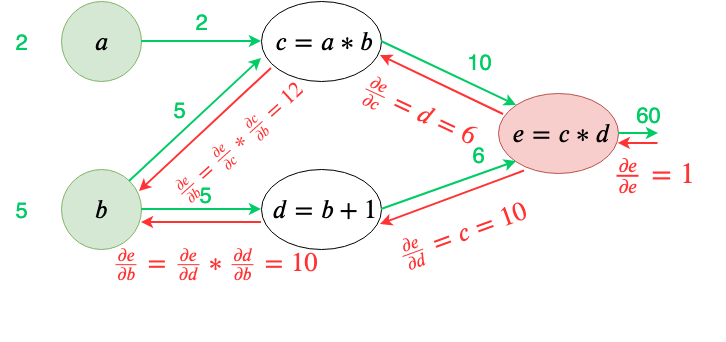 2
2
a
c = a * b
10
∂e/∂c = d = 6
5
∂e/∂b = ∂e/∂c * ∂c/∂b = 12
e = c * d
60
∂e/∂e = 1
6
5
5
b
d = b + 1
∂e/∂d = c = 10
∂e/∂b = ∂e/∂d * ∂d/∂b = 10